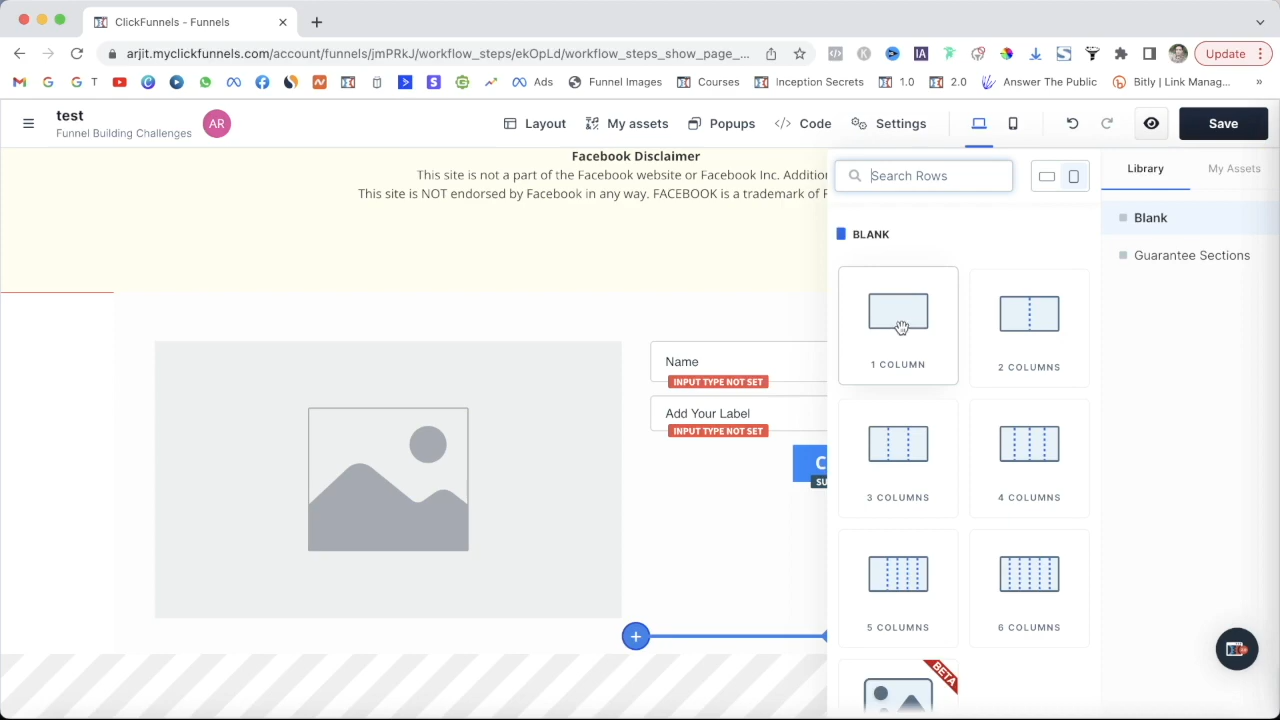 ClickFunnels - Funnels
arjit.myclickfunnels.com/account/funnels/jmPRkJ/workflow_steps/ekOpLd/workflow_steps_show_page_...
Update
G T
Ads
Funnel Images
Courses
Inception Secrets
1.0
2.0
Answer The Public
Bitly | Link Manag...
»
test
Funnel Building Challenges
AR
Layout
My assets
Popups
Code
Settings
Save
Facebook Disclaimer
This site is not a part of the Facebook website or Facebook Inc. Addition
This site is NOT endorsed by Facebook in any way. FACEBOOK is a trademark of F
Search Rows
Library
My Assets
BLANK
Blank
Guarantee Sections
1 COLUMN
2 COLUMNS
3 COLUMNS
4 COLUMNS
5 COLUMNS
6 COLUMNS
BETA
Name
INPUT TYPE NOT SET
Add Your Label
INPUT TYPE NOT SET
C
SU